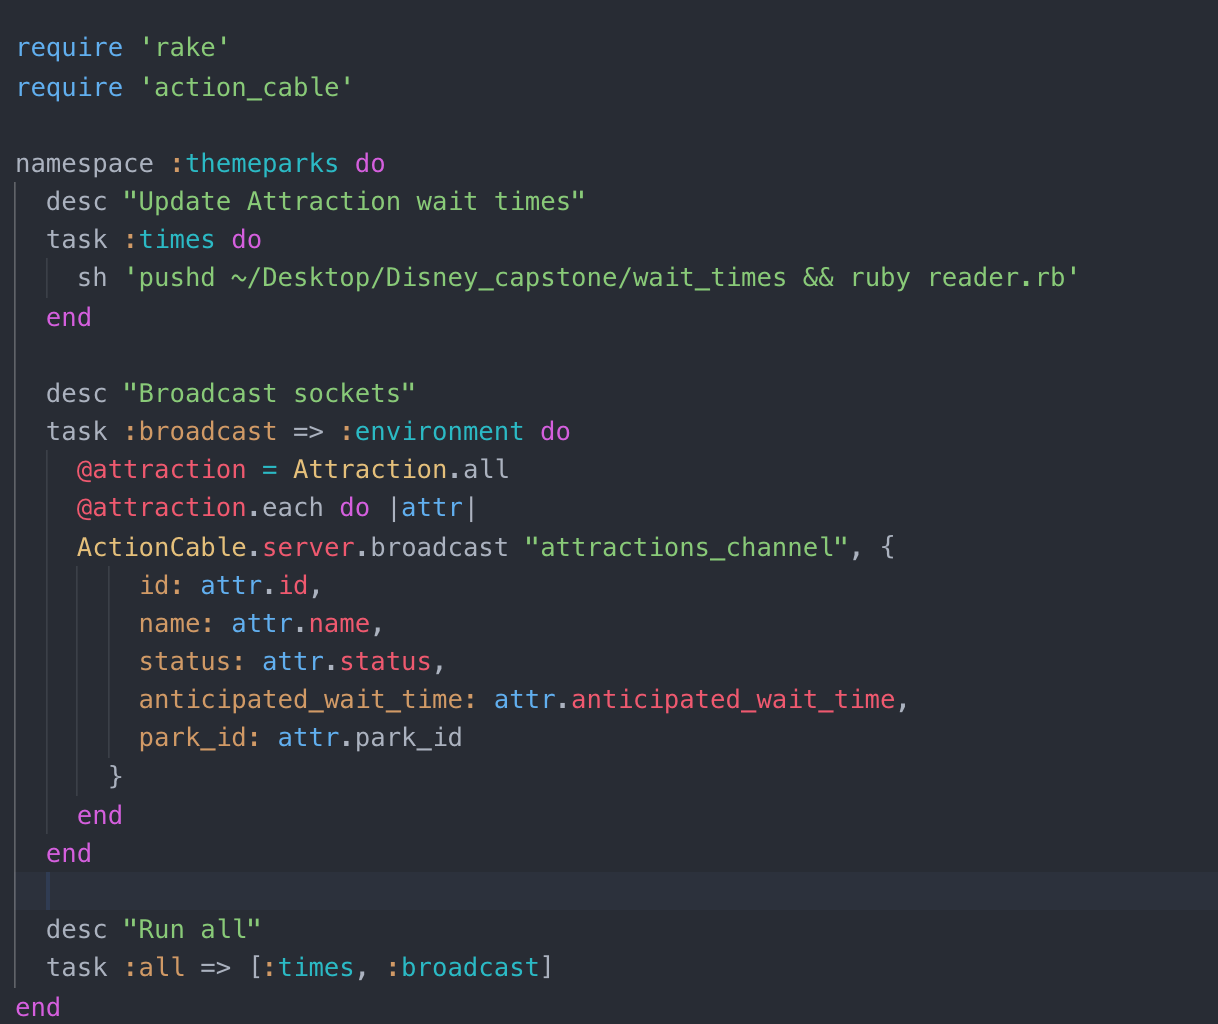 require 'rake'
require 'action_cable'

namespace :themeparks do
  desc "Update Attraction wait times"
  task :times do
    sh 'pushd ~/Desktop/Disney_capstone/wait_times && ruby reader.rb'
  end

  desc "Broadcast sockets"
  task :broadcast => :environment do
    @attraction = Attraction.all
    @attraction.each do |attr|
    ActionCable.server.broadcast "attractions_channel", {
        id: attr.id,
        name: attr.name,
        status: attr.status,
        anticipated_wait_time: attr.anticipated_wait_time,
        park_id: attr.park_id
      }
    end
  end

  desc "Run all"
  task :all => [:times, :broadcast]
end